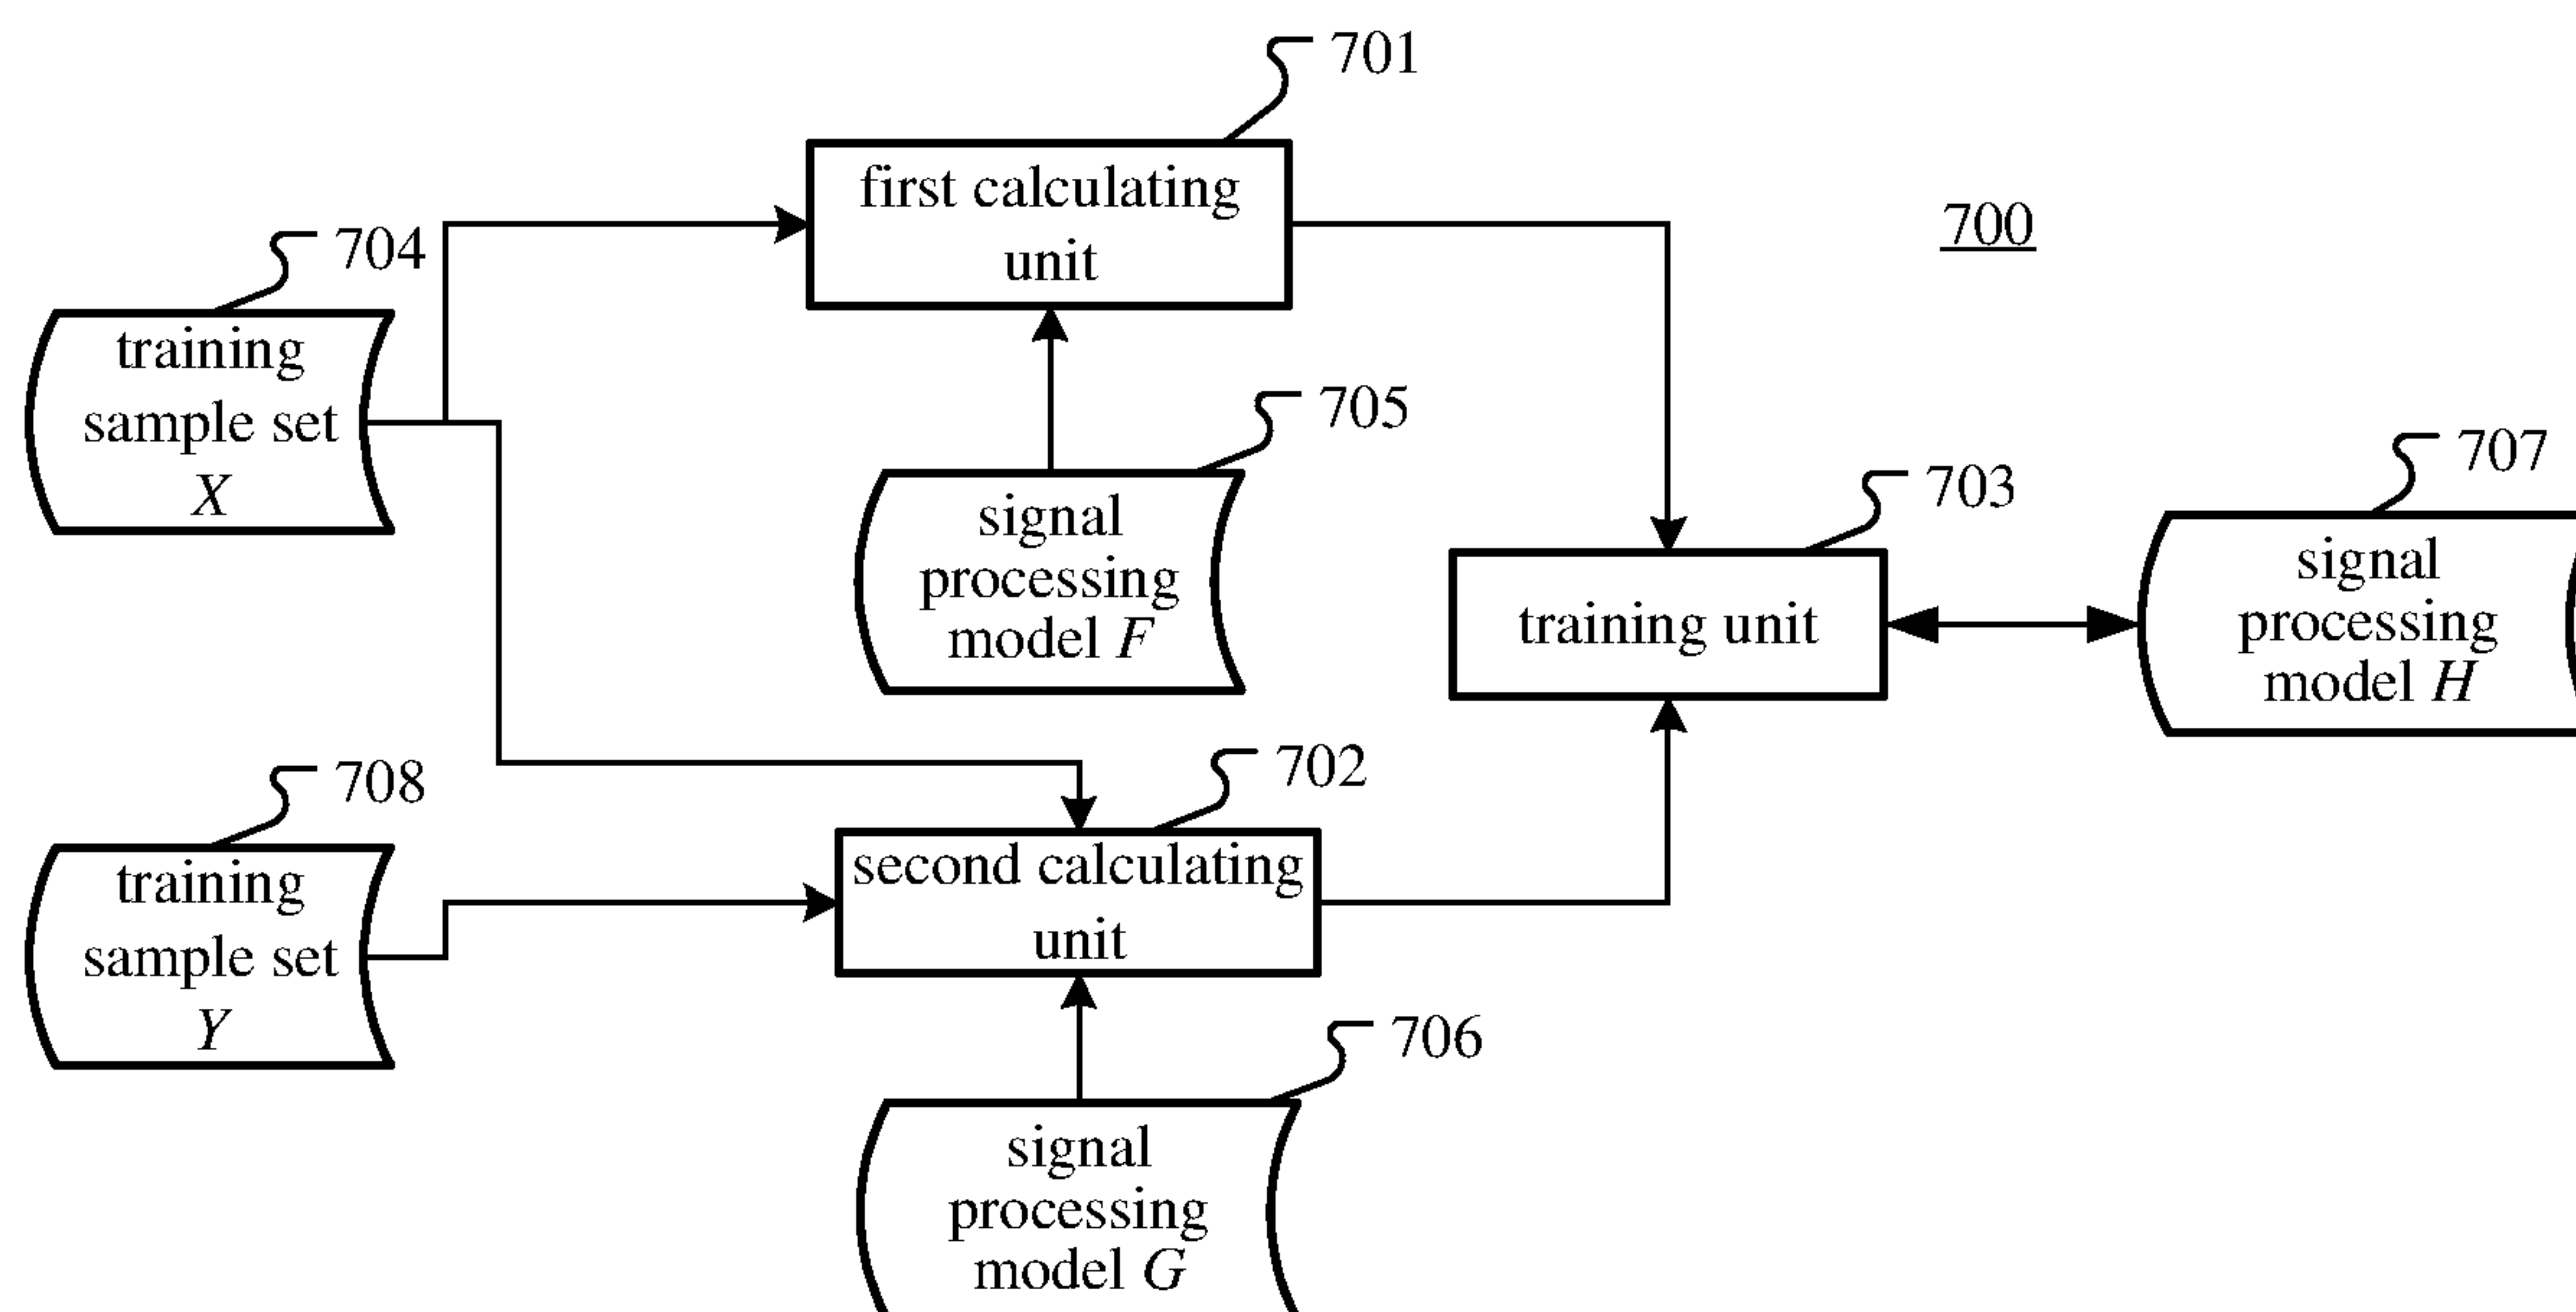 701
first calculating
unit
700
704
training
sample set
X
705
signal
processing
model F
703
training unit
707
signal
processing
model H
708
training
sample set
Y
702
second calculating
unit
706
signal
processing
model G